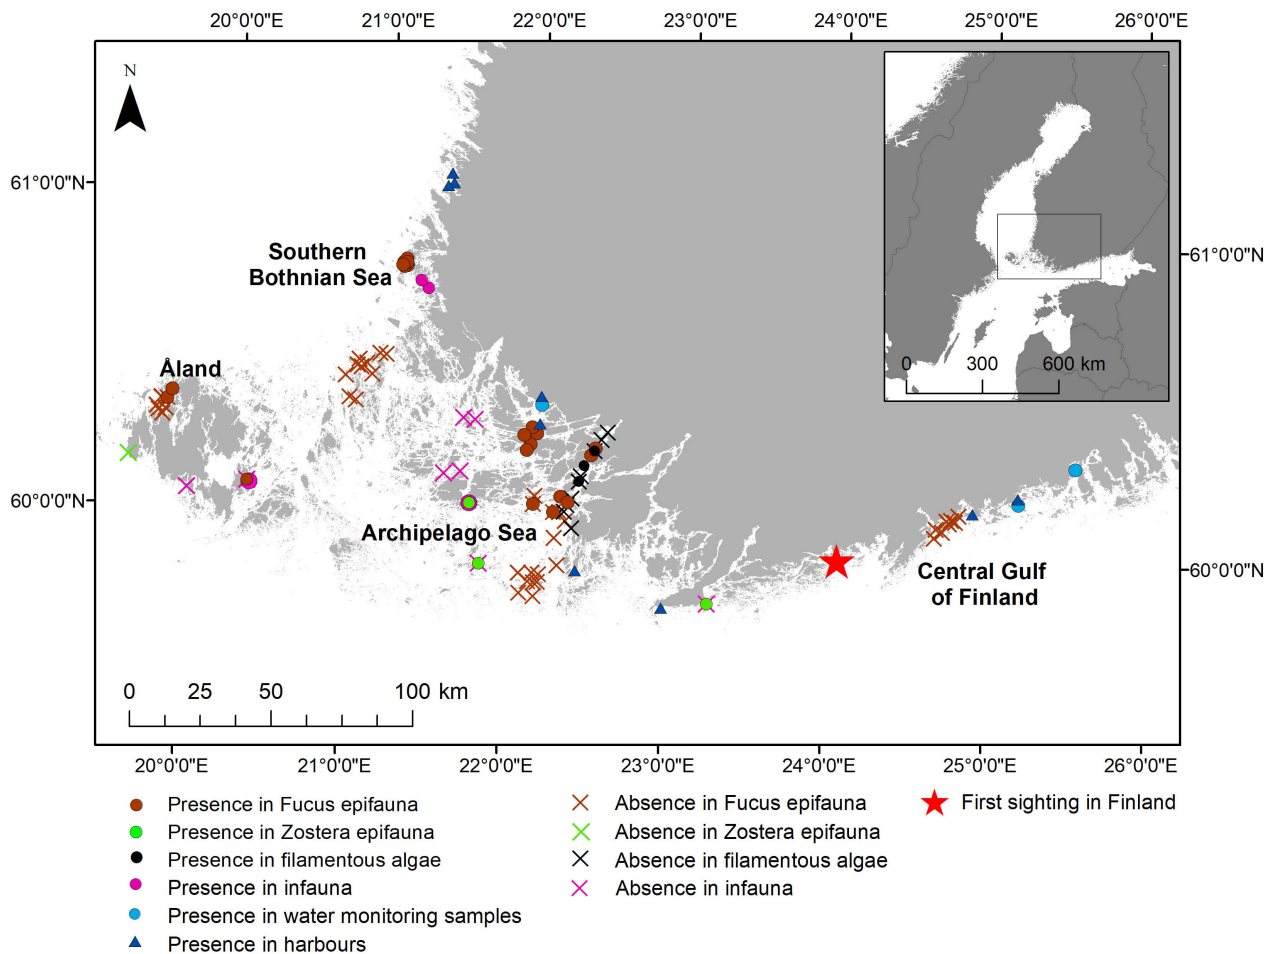 20°0'0"E 21°0'0"E 22°0'0"E 23°0'0"E 24°0'0"E 25°0'0"E 26°0'0"E
N
0 300 600 km
61°0'0"N
61°0'0"N
Southern
Bothnian Sea
Åland
60°0'0"N
Archipelago Sea
60°0'0"N
Central Gulf
of Finland
0 25 50 100 km
20°0'0"E 21°0'0"E 22°0'0"E 23°0'0"E 24°0'0"E 25°0'0"E 26°0'0"E
Presence in Fucus epifauna
Presence in Zostera epifauna
Presence in filamentous algae
Presence in infauna
Presence in water monitoring samples
Presence in harbours
Absence in Fucus epifauna
Absence in Zostera epifauna
Absence in filamentous algae
Absence in infauna
First sighting in Finland